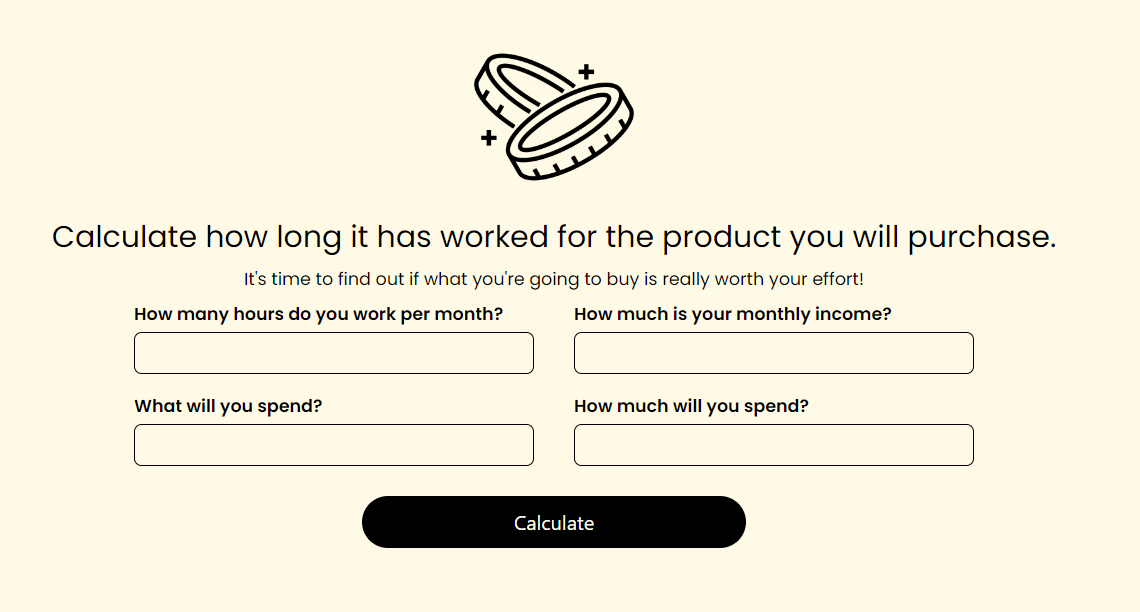 Calculate how long it has worked for the product you will purchase.
It's time to find out if what you're going to buy is really worth your effort!
How many hours do you work per month?
How much is your monthly income?
What will you spend?
How much will you spend?
Calculate